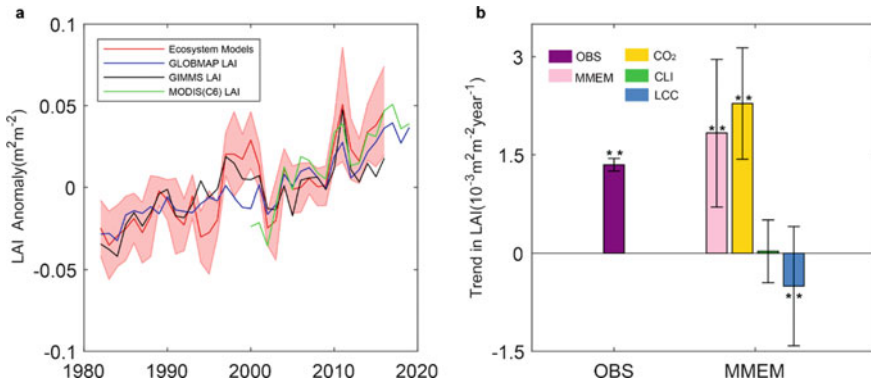 a
0.1
0.05
0
-0.05
-0.1
LAI Anomaly(m²m⁻²)
Ecosystem Models
GLOBMAP LAI
GIMMS LAI
MODIS(C6) LAI
1980 1990 2000 2010 2020
b
3
1.5
0
-1.5
Trend in LAI(10⁻³m²m⁻²year⁻¹)
OBS CO₂
MMEM CLI
LCC
** ** ** **
OBS MMEM